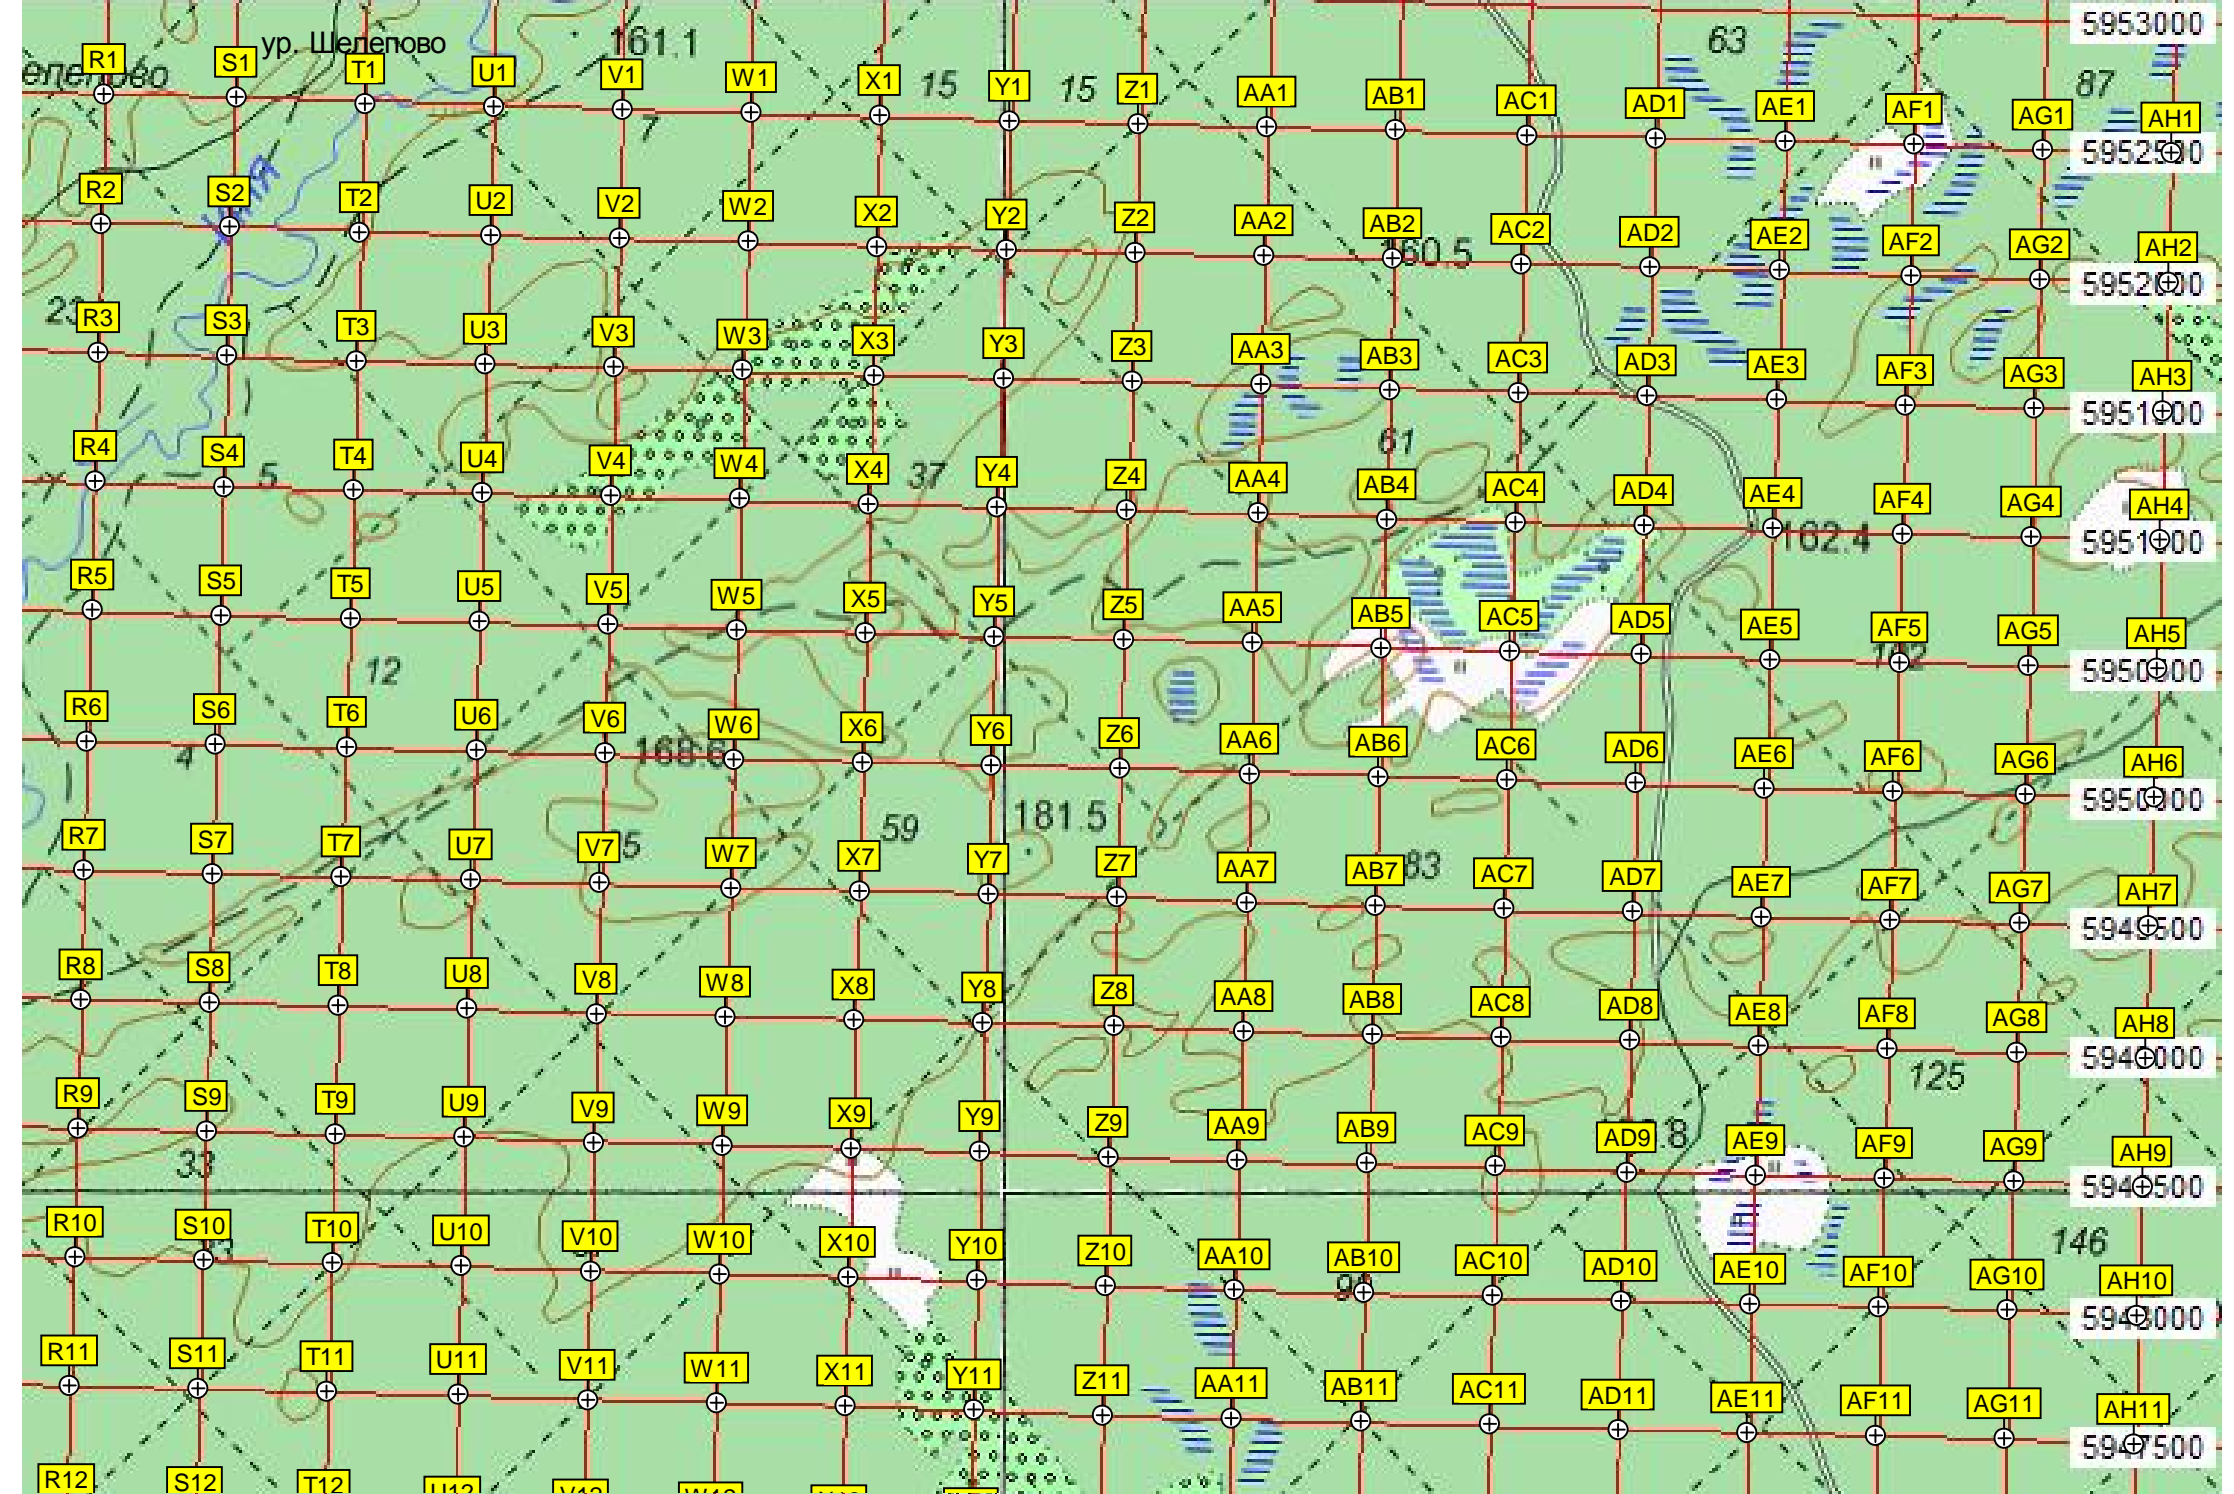 5953000
ур. Шелепово
161.1
63
R1 S1 T1 U1 V1 W1 X1 15 Y1 15 Z1 AA1 AB1 AC1 AD1 AE1 AF1 AG1 87 AH1
7
R2 S2 T2 U2 V2 W2 X2 Y2 Z2 AA2 AB2 AC2 AD2 AE2 AF2 AG2 AH2
R3 S3 T3 U3 V3 W3 X3 Y3 Z3 AA3 AB3 AC3 AD3 AE3 AF3 AG3 AH3
61
R4 S4 5 T4 U4 V4 W4 X4 37 Y4 Z4 AA4 AB4 AC4 AD4 AE4 AF4 AG4 AH4
162.4
R5 S5 T5 U5 V5 W5 X5 Y5 Z5 AA5 AB5 AC5 AD5 AE5 AF5 AG5 AH5
12
R6 S6 T6 U6 V6 W6 X6 Y6 Z6 AA6 AB6 AC6 AD6 AE6 AF6 AG6 AH6
4 168.6
59 181.5
R7 S7 T7 U7 V7 W7 X7 Y7 Z7 AA7 AB7 83 AC7 AD7 AE7 AF7 AG7 AH7
R8 S8 T8 U8 V8 W8 X8 Y8 Z8 AA8 AB8 AC8 AD8 AE8 AF8 AG8 AH8
125
R9 S9 T9 U9 V9 W9 X9 Y9 Z9 AA9 AB9 AC9 AD9 AE9 AF9 AG9 AH9
33
R10 S10 T10 U10 V10 W10 X10 Y10 Z10 AA10 AB10 AC10 AD10 AE10 AF10 AG10 146 AH10
R11 S11 T11 U11 V11 W11 X11 Y11 Z11 AA11 AB11 AC11 AD11 AE11 AF11 AG11 AH11
R12 S12 T12 U12 V12 W12